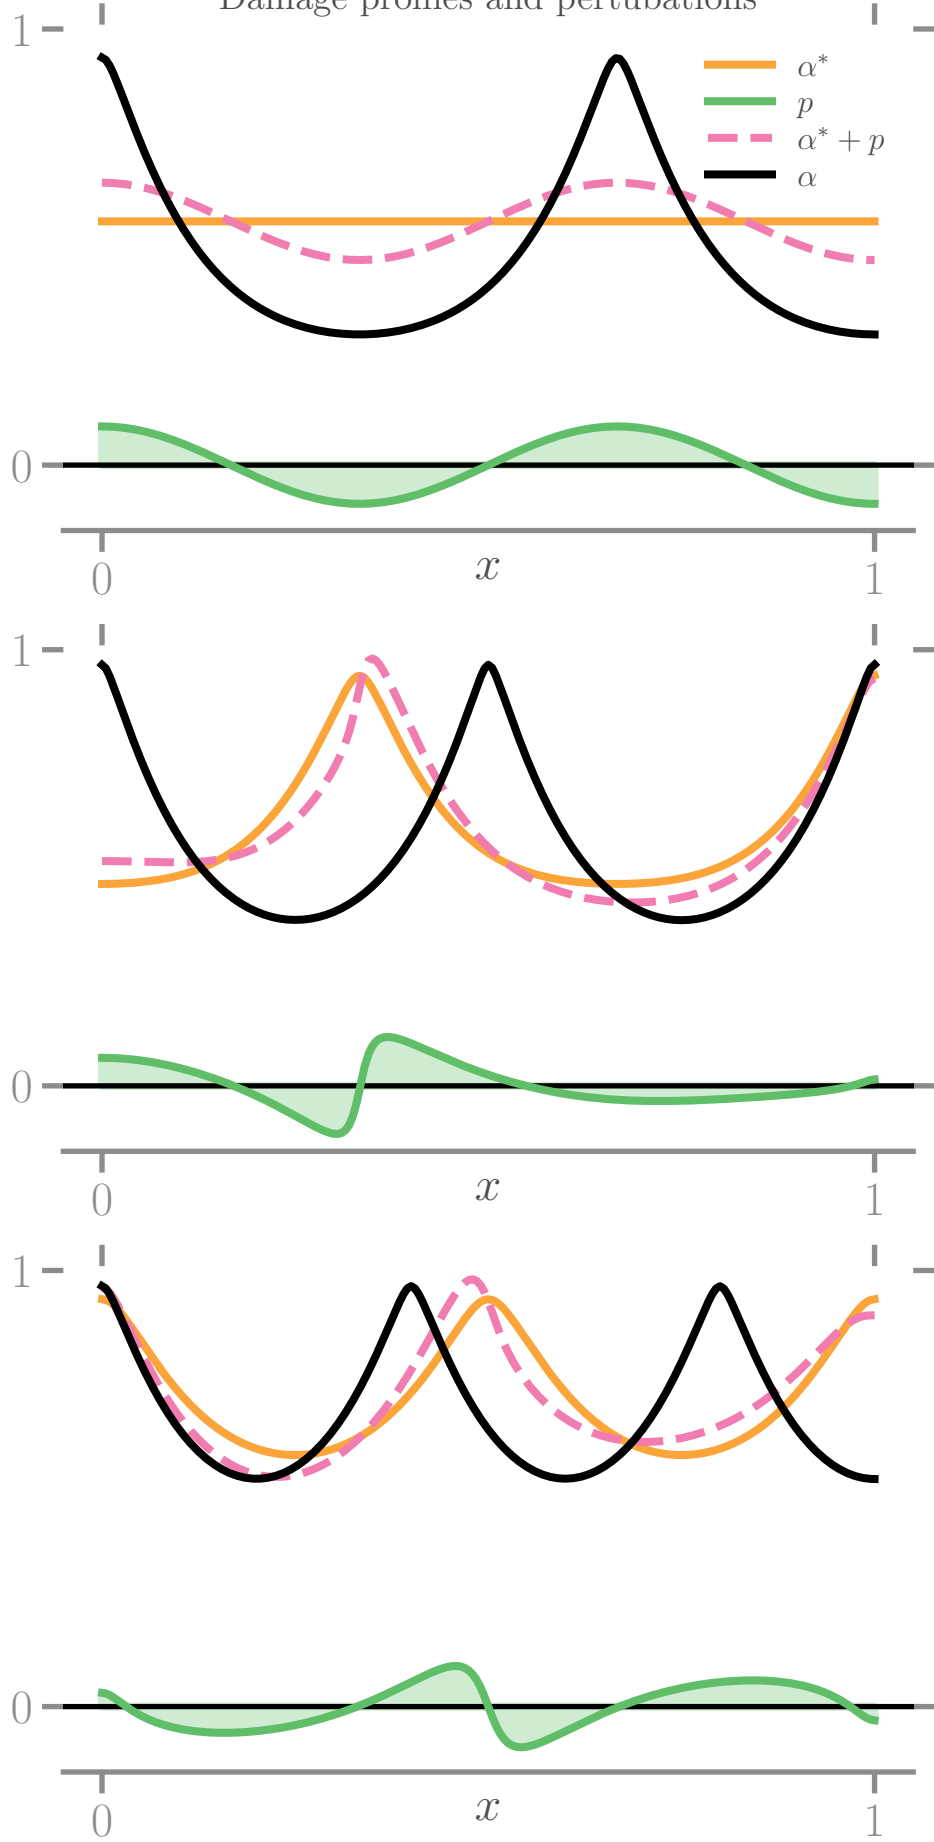 Damage profiles and pertubations
1
α*
p
α* + p
α
0
0
x
1
1
0
0
x
1
1
0
0
x
1